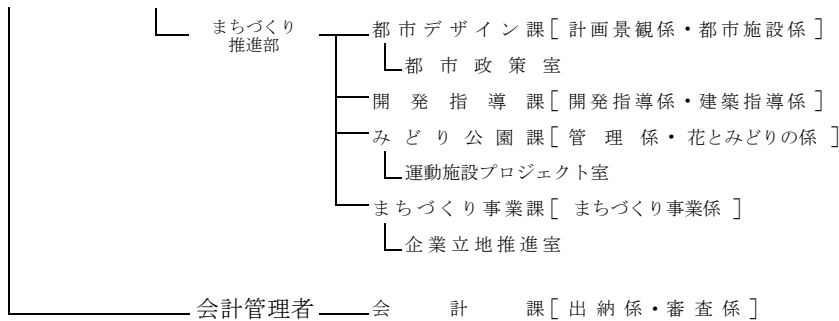 まちづくり推進部 都市デザイン課[計画景観係・都市施設係]
都市政策室
開発指導課[開発指導係・建築指導係]
みどり公園課[管理係・花とみどりの係]
運動施設プロジェクト室
まちづくり事業課[まちづくり事業係]
企業立地推進室
会計管理者 会計課[出納係・審査係]